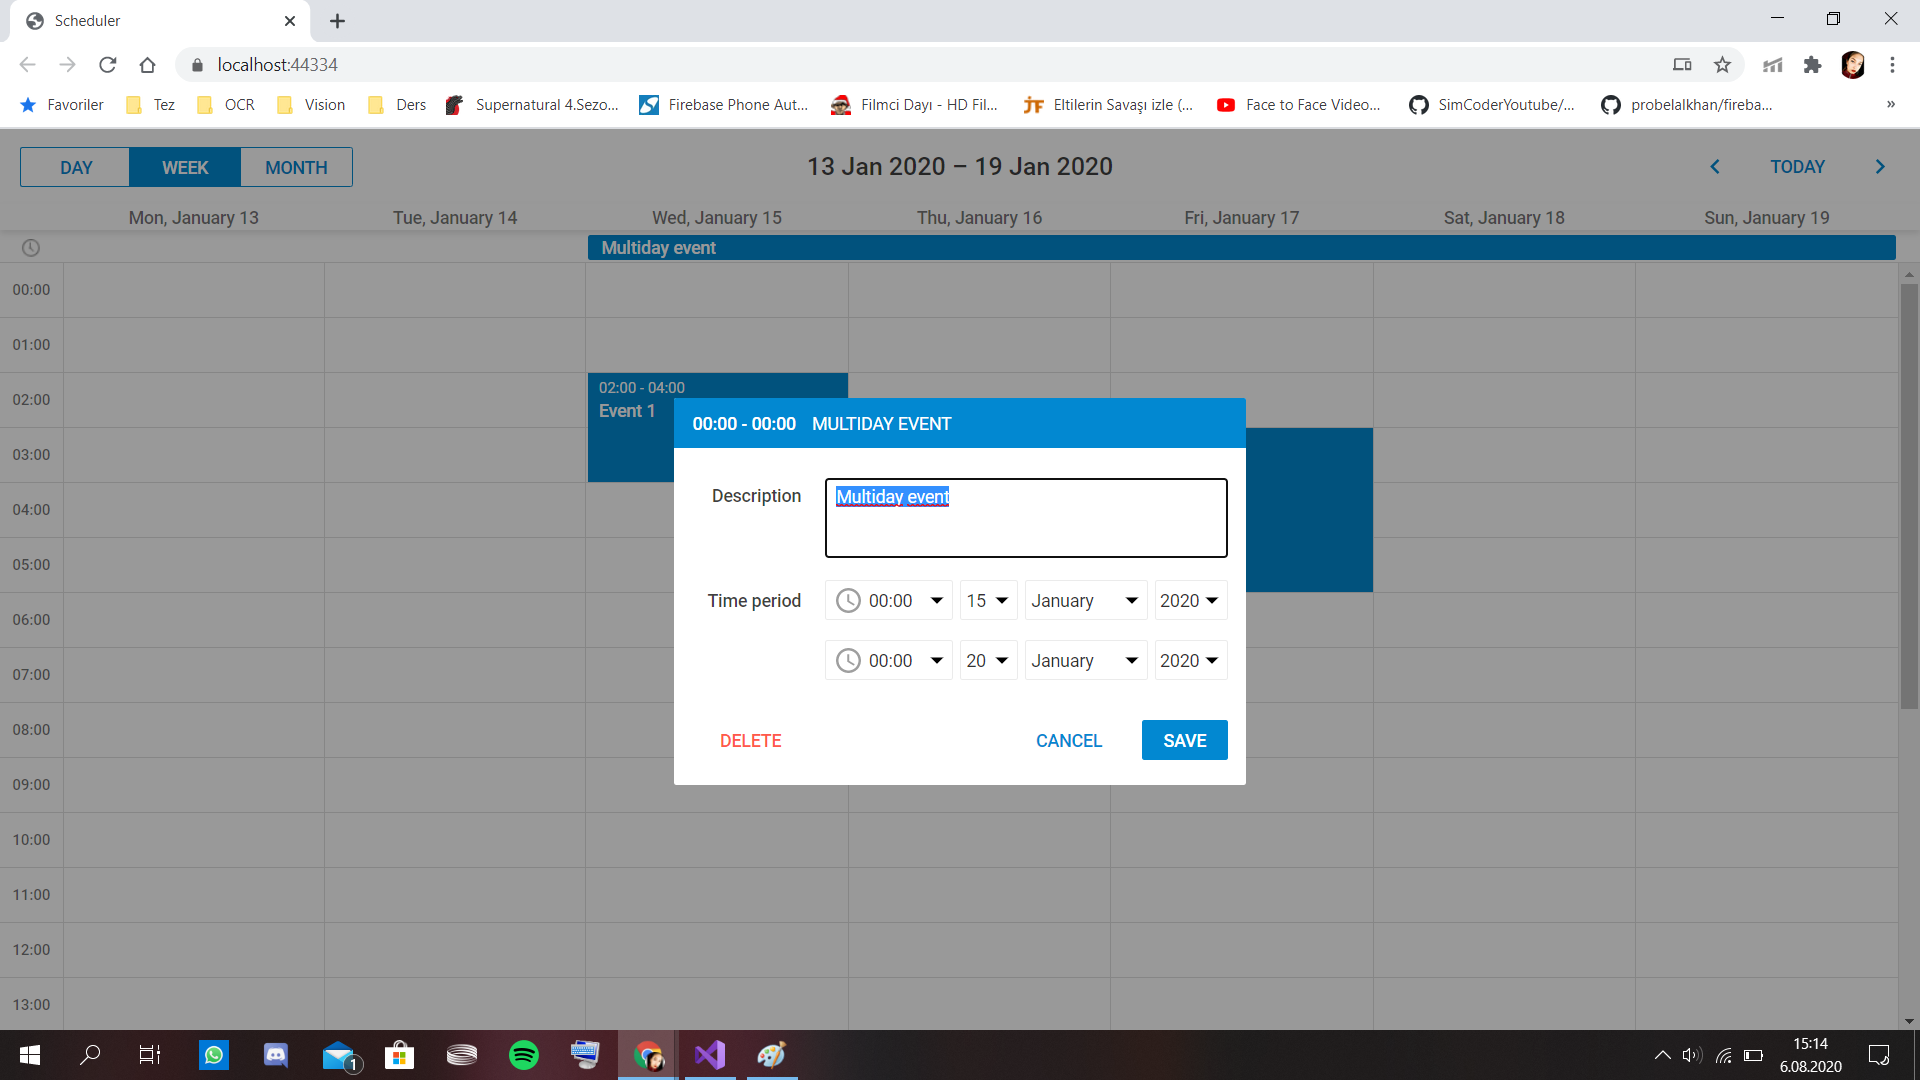 Scheduler
localhost:44334
Favoriler
Tez
OCR
Vision
Ders
Supernatural 4.Sezo...
Firebase Phone Aut...
Filmci Dayı - HD Fil...
Eltilerin Savaşı izle (...
Face to Face Video...
SimCoderYoutube/...
probelalkhan/fireba...
»
DAY
WEEK
MONTH
13 Jan 2020 – 19 Jan 2020
TODAY
Mon, January 13
Tue, January 14
Wed, January 15
Thu, January 16
Fri, January 17
Sat, January 18
Sun, January 19
Multiday event
00:00
01:00
02:00
03:00
04:00
05:00
06:00
07:00
08:00
09:00
10:00
11:00
12:00
13:00
02:00 - 04:00
Event 1
00:00 - 00:00 MULTIDAY EVENT
Description
Multiday event
Time period
00:00 15 January 2020
00:00 20 January 2020
DELETE
CANCEL
SAVE
1
15:14
6.08.2020